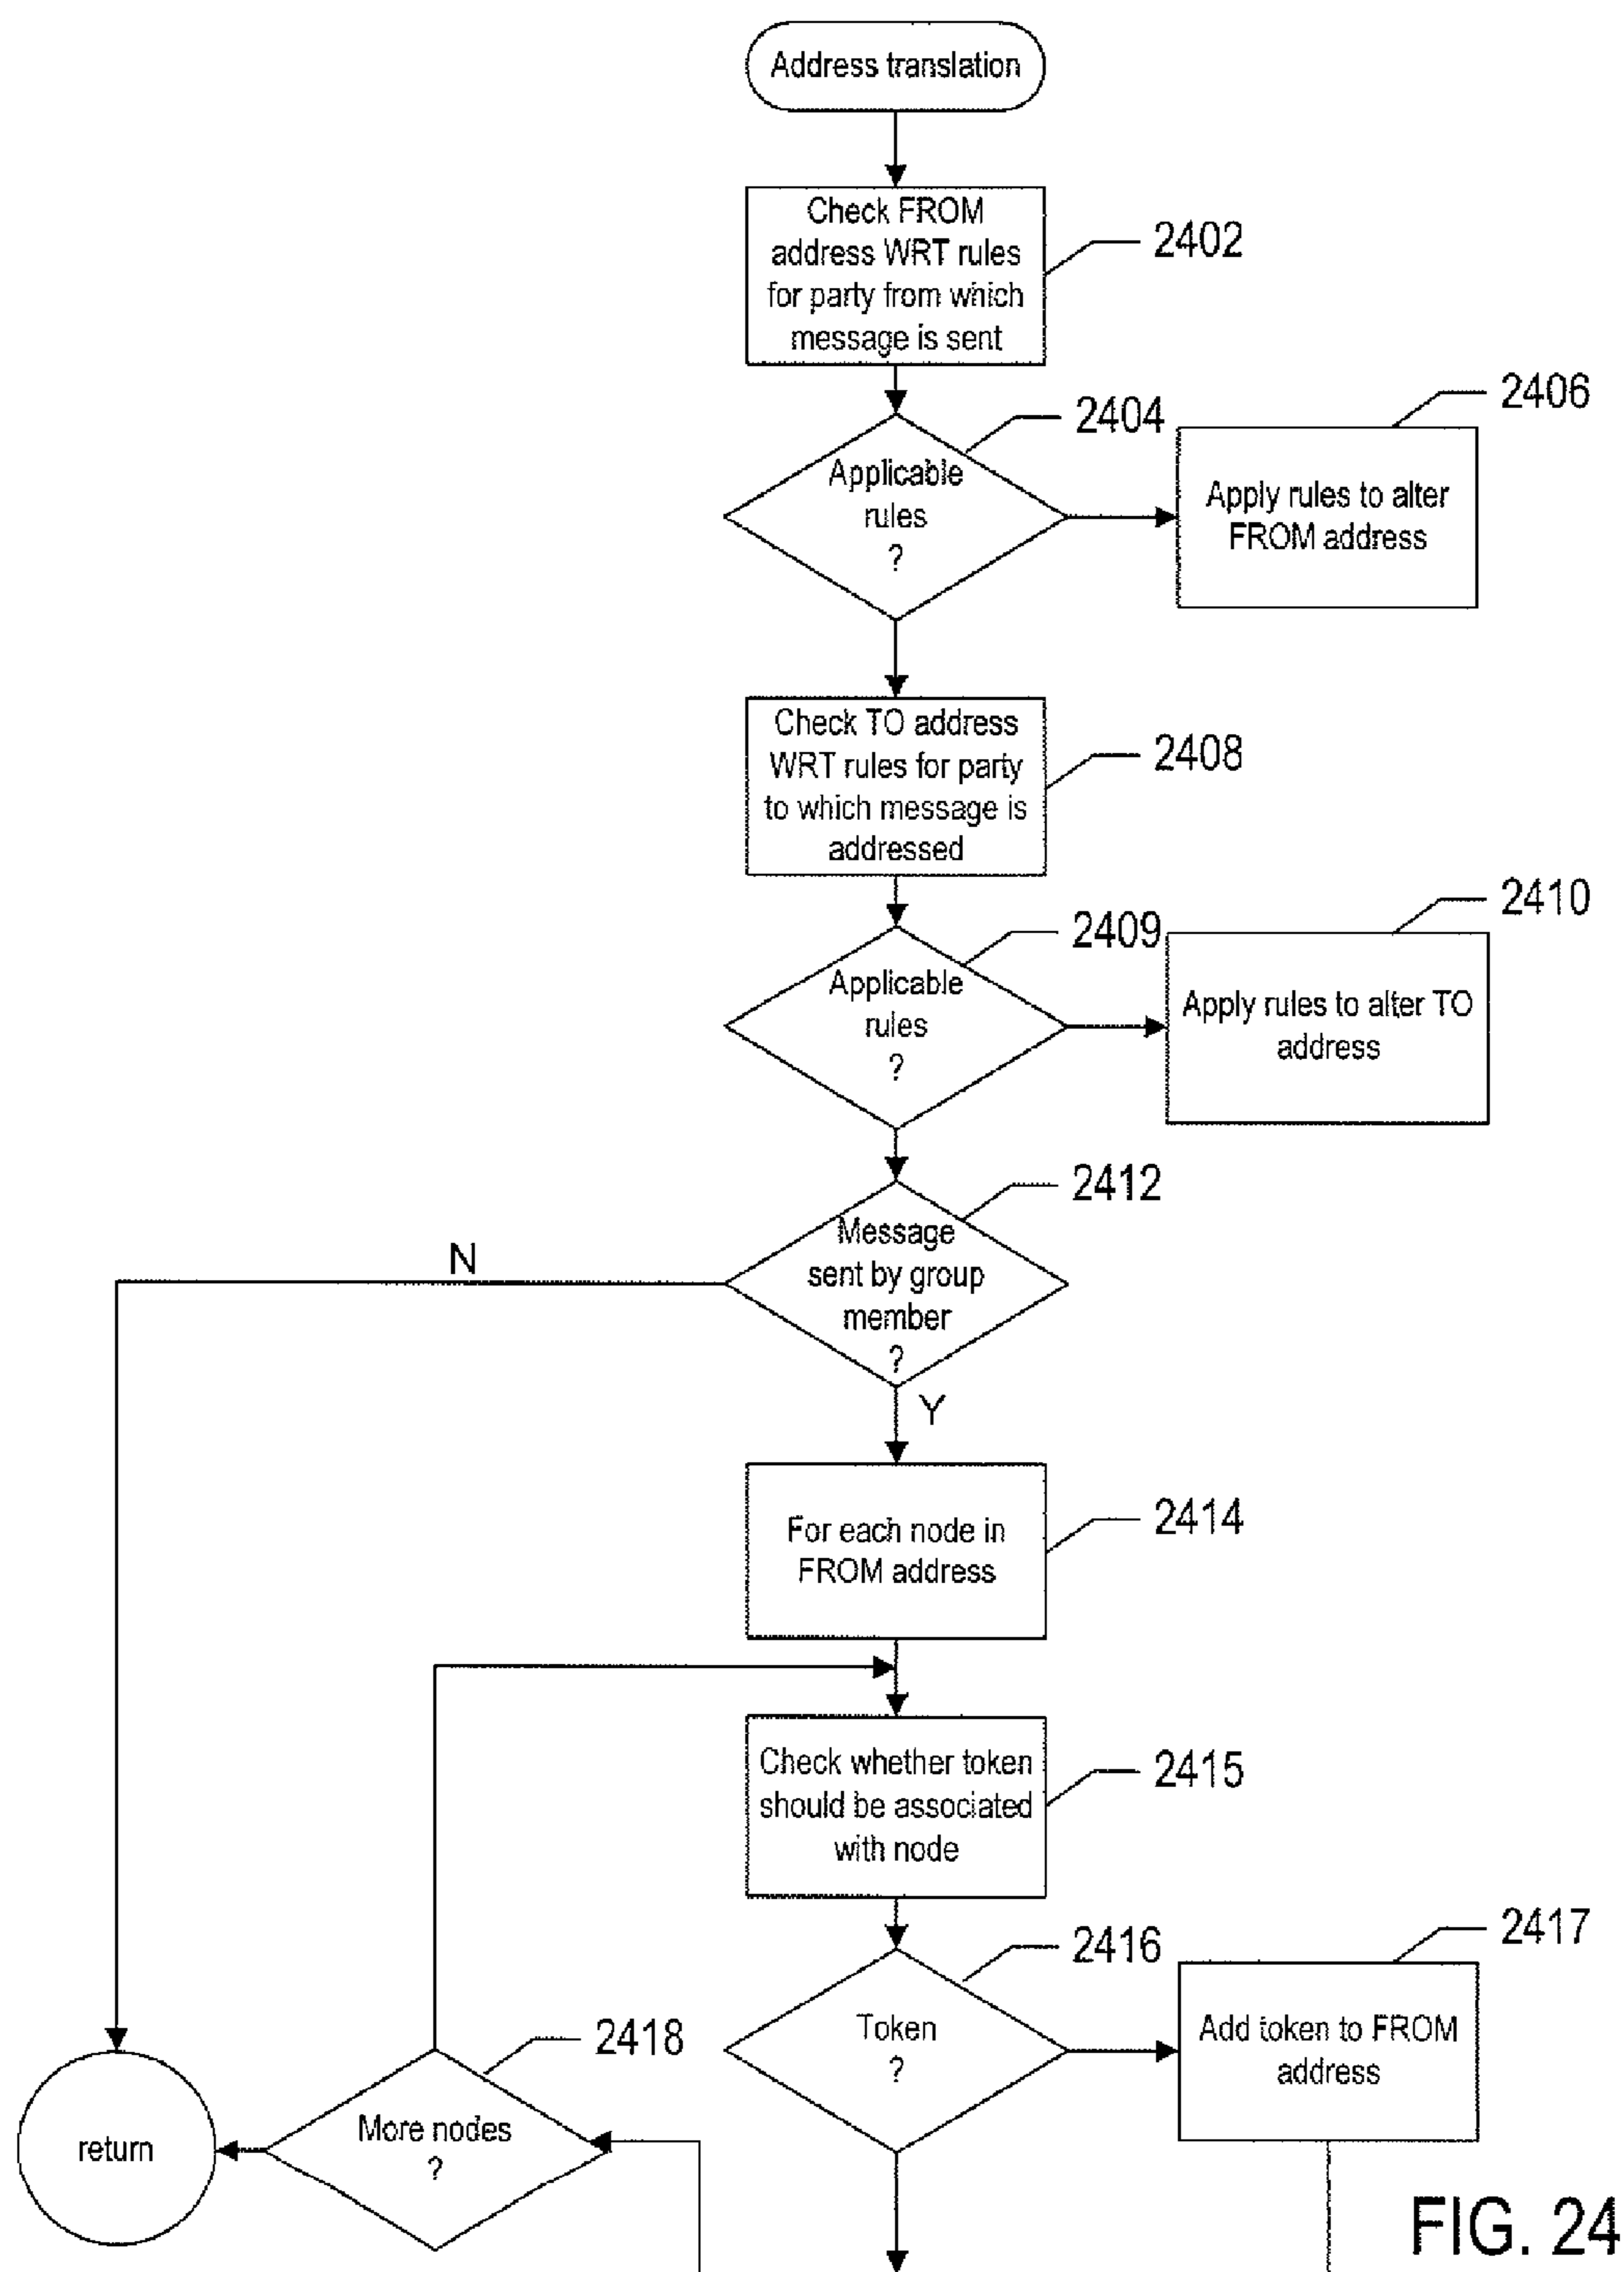 Address translation
Check FROM
address WRT rules
for party from which
message is sent
2402
2404
Applicable
rules
?
2406
Apply rules to alter
FROM address
Check TO address
WRT rules for party
to which message is
addressed
2408
2409
Applicable
rules
?
2410
Apply rules to alter TO
address
2412
Message
sent by group
member
?
N
Y
For each node in
FROM address
2414
Check whether token
should be associated
with node
2415
2416
Token
?
2417
Add token to FROM
address
2418
More nodes
?
return
FIG. 24